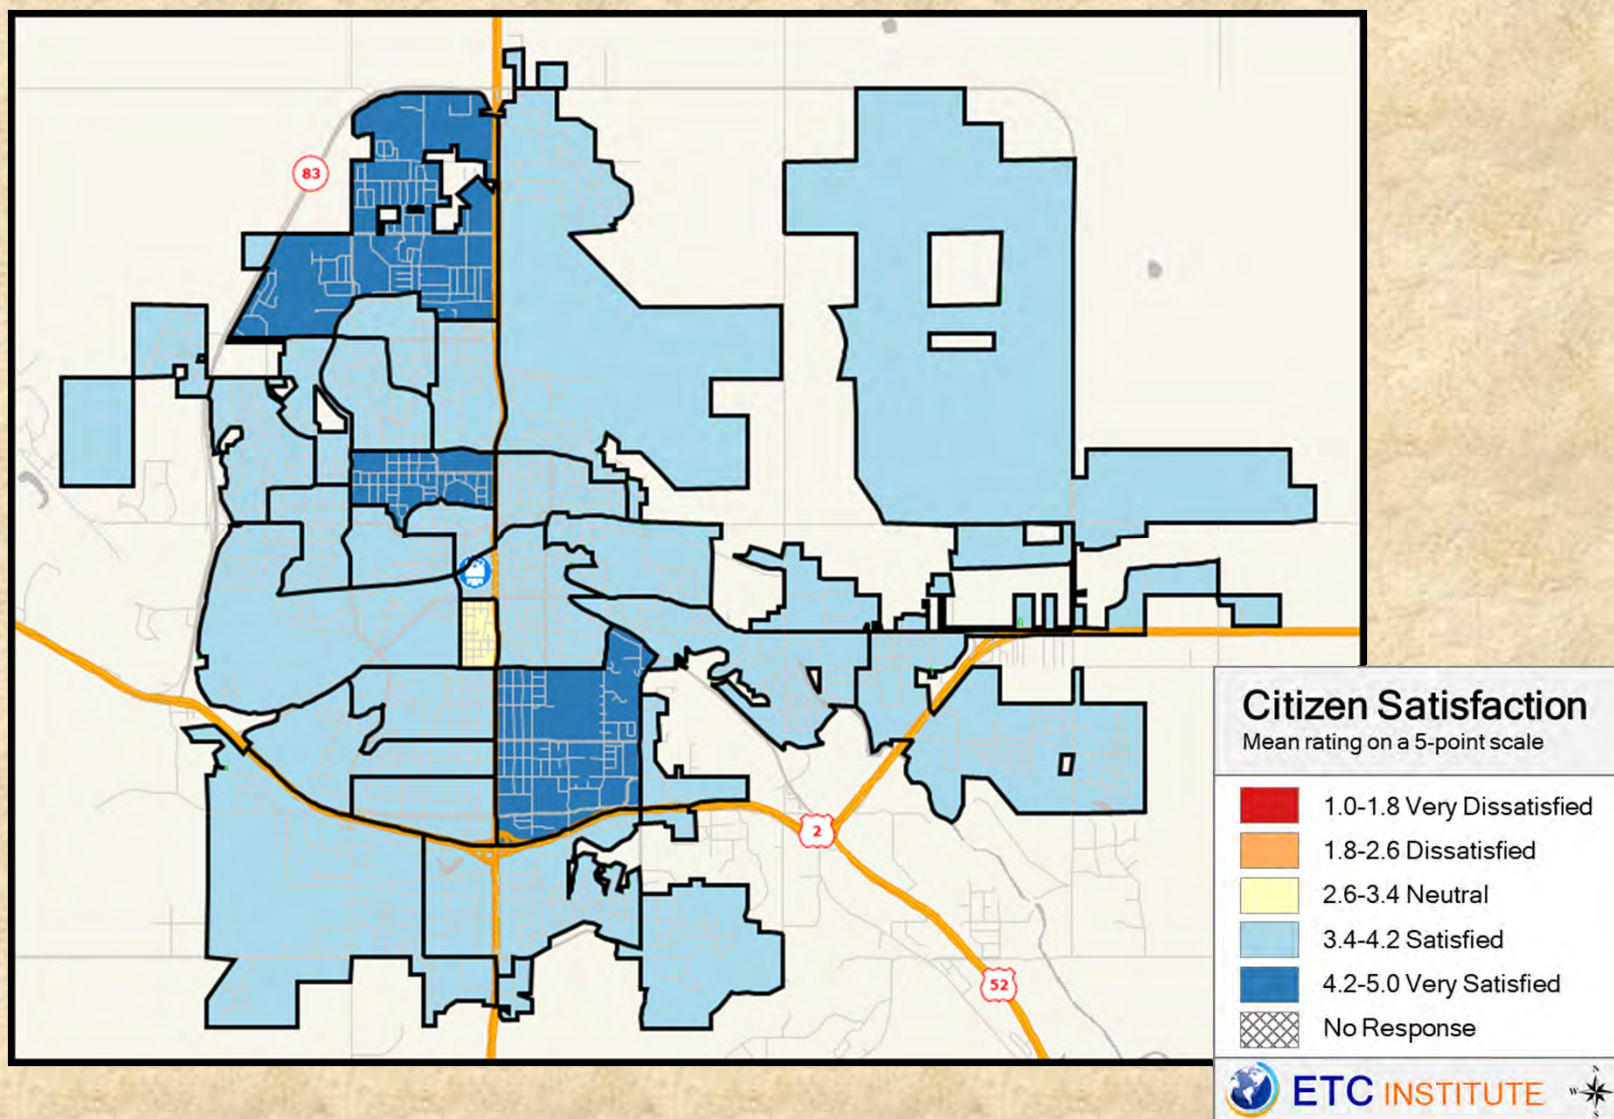 83
2
52
Citizen Satisfaction
Mean rating on a 5-point scale
1.0-1.8 Very Dissatisfied
1.8-2.6 Dissatisfied
2.6-3.4 Neutral
3.4-4.2 Satisfied
4.2-5.0 Very Satisfied
No Response
ETC INSTITUTE
N
W
S